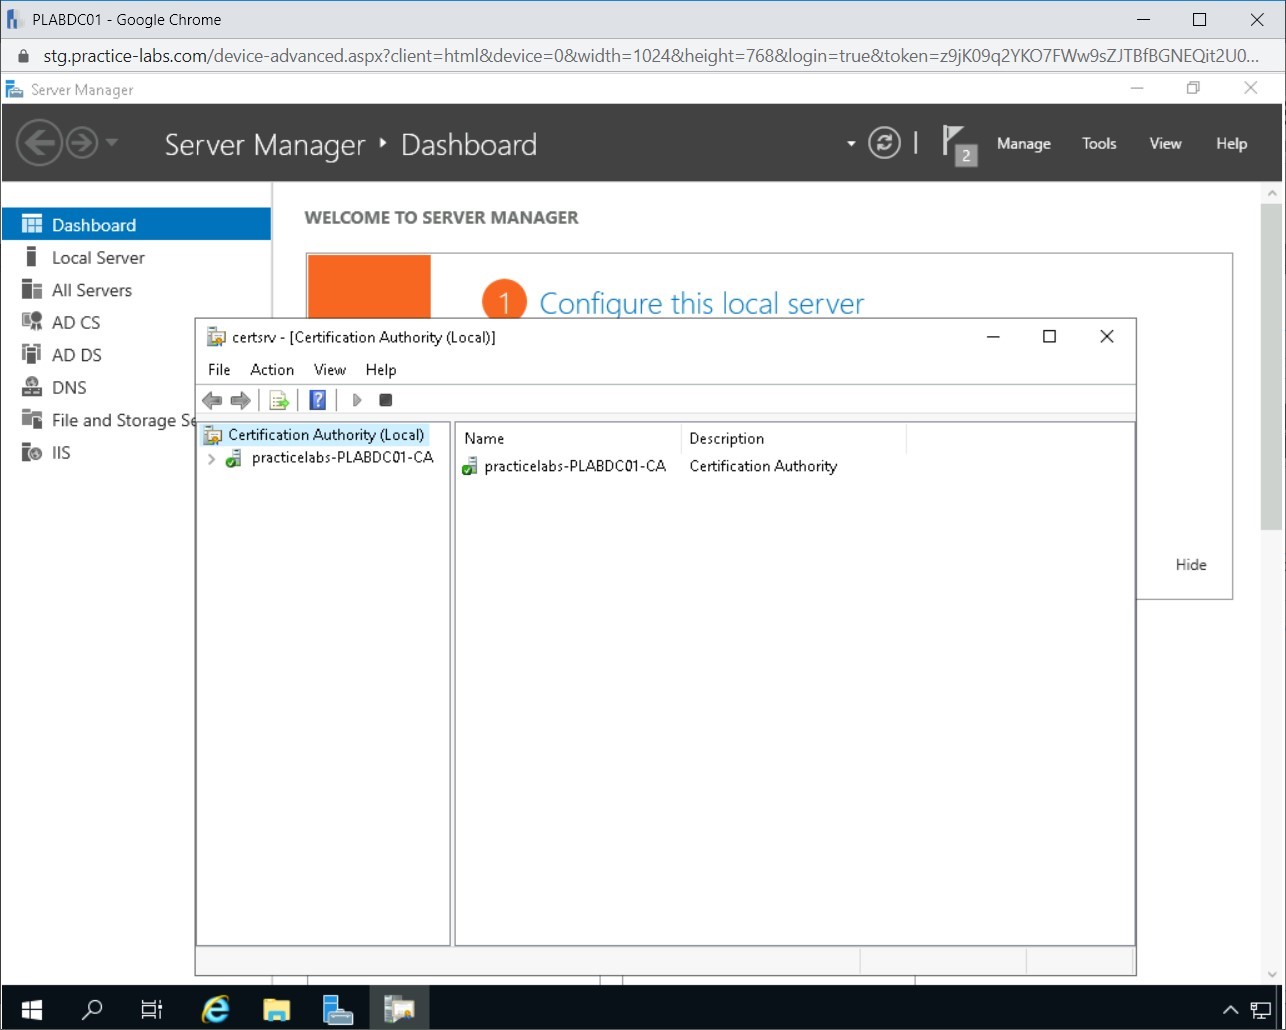 PLABDC01 - Google Chrome
stg.practice-labs.com/device-advanced.aspx?client=html&device=0&width=1024&height=768&login=true&token=z9jK09q2YKO7FWw9sZJTBfBGNEQit2U0...
Server Manager
Server Manager ‣ Dashboard
2
Manage Tools View Help
Dashboard
Local Server
All Servers
AD CS
AD DS
DNS
File and Storage Se
IIS
WELCOME TO SERVER MANAGER
1 Configure this local server
Hide
certsrv - [Certification Authority (Local)]
File Action View Help
Certification Authority (Local)
practicelabs-PLABDC01-CA
Name Description
practicelabs-PLABDC01-CA Certification Authority